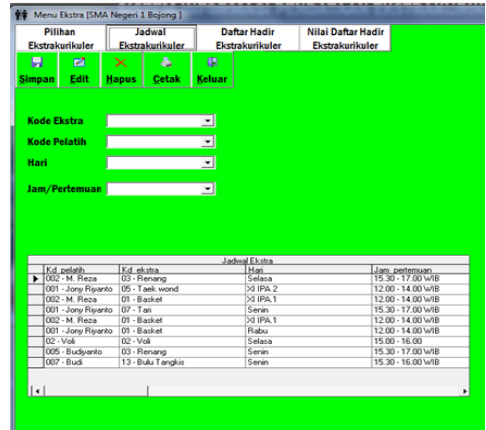 Menu Ekstra [SMA Negeri 1 Bojong ]
Pilihan Ekstrakurikuler
Jadwal Ekstrakurikuler
Daftar Hadir Ekstrakurikuler
Nilai Daftar Hadir Ekstrakurikuler
Simpan Edit Hapus Cetak Keluar
Kode Ekstra
Kode Pelatih
Hari
Jam/Pertemuan
Jadwal Ekstra
Kd_pelatih Kd_ekstra Hari Jam_pertemuan
002 - M. Reza 03 - Renang Selasa 15.30 - 17.00 WIB
001 - Jony Riyanto 05 - Taek wond XI IPA 2 12.00 - 14.00 WIB
002 - M. Reza 01 - Basket XI IPA.1 12.00 - 14.00 WIB
001 - Jony Riyanto 07 - Tari Senin 15.30 - 17.00 WIB
002 - M. Reza 01 - Basket XI IPA.1 12.00 - 14.00 WIB
001 - Jony Riyanto 01 - Basket Rabu 12.00 - 14.00 WIB
02 - Voli 02 - Voli Selasa 15.00 - 16.00
005 - Budiyanto 03 - Renang Senin 15.30 - 17.00 WIB
007 - Budi 13 - Bulu Tangkis Senin 15.30 - 16.00 WIB